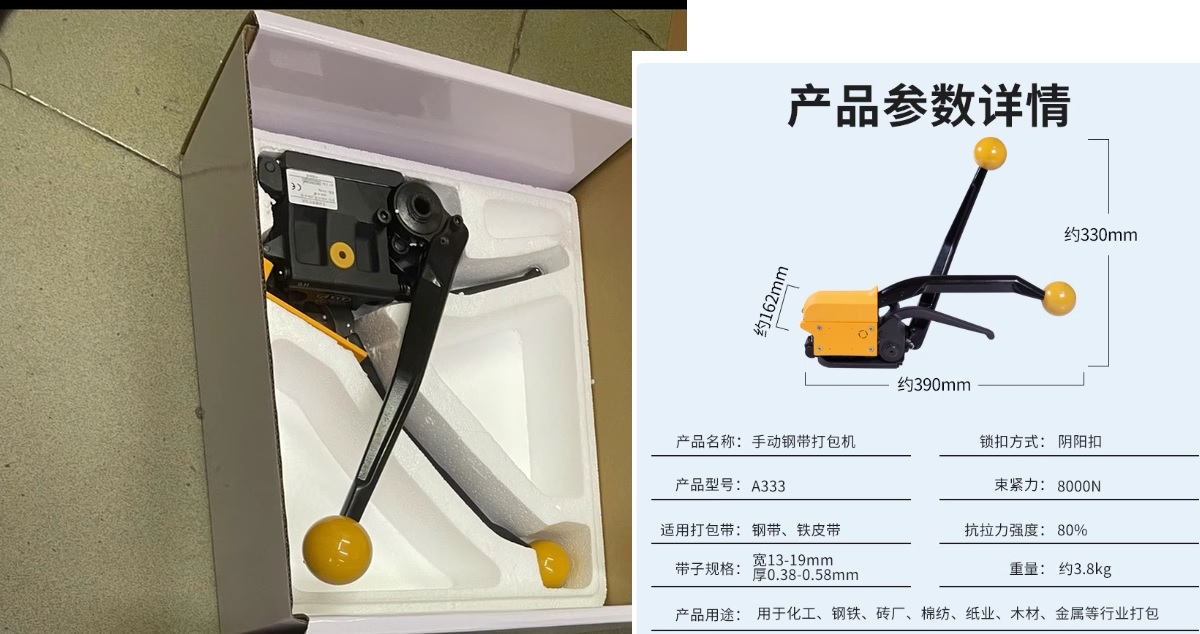 产品参数详情
约330mm
约162mm
约390mm
产品名称： 手动钢带打包机
锁扣方式： 阴阳扣
产品型号： A333
束紧力： 8000N
适用打包带： 钢带、铁皮带
抗拉力强度： 80%
带子规格： 宽13-19mm
厚0.38-0.58mm
重量： 约3.8kg
产品用途： 用于化工、钢铁、砖厂、棉纺、纸业、木材、金属等行业打包
CE